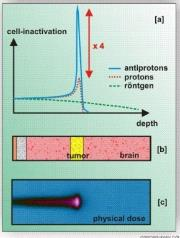 [a]
cell-inactivation
x 4
antiprotons
protons
röntgen
depth
[b]
tumor
brain
[c]
physical dose